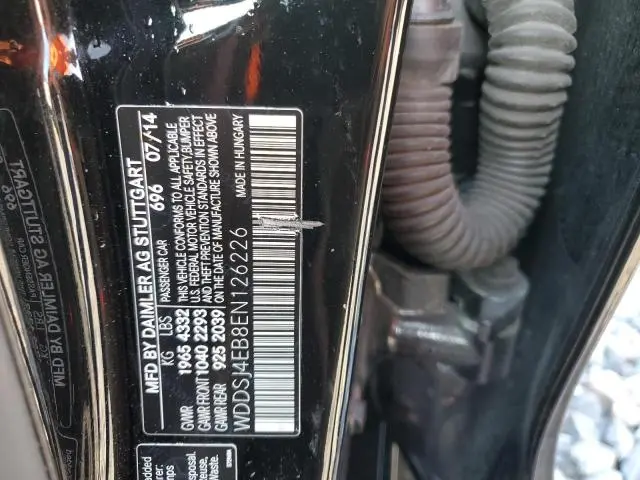 MFD BY DAIMLER AG STUTTGART
696 07/14
KG LBS PASSENGER CAR
GVWR 1965 4332 THIS VEHICLE CONFORMS TO ALL APPLICABLE
U.S. FEDERAL MOTOR VEHICLE SAFETY, BUMPER
GAWR FRONT 1040 2293 AND THEFT PREVENTION STANDARDS IN EFFECT
GAWR REAR 925 2039 ON THE DATE OF MANUFACTURE SHOWN ABOVE
MADE IN HUNGARY
WDDSJ4EB8EN126226